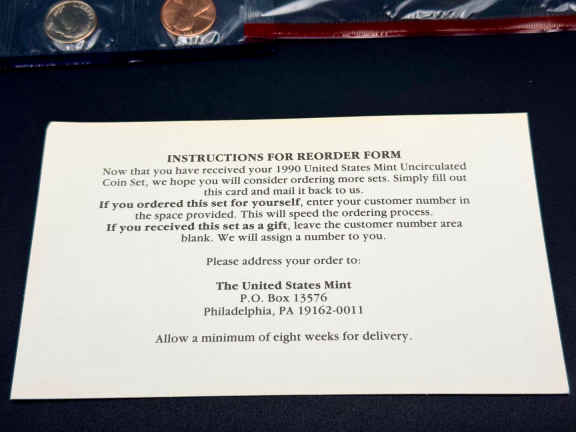 INSTRUCTIONS FOR REORDER FORM
Now that you have received your 1990 United States Mint Uncirculated
Coin Set, we hope you will consider ordering more sets. Simply fill out
this card and mail it back to us.
If you ordered this set for yourself, enter your customer number in
the space provided. This will speed the ordering process.
If you received this set as a gift, leave the customer number area
blank. We will assign a number to you.
Please address your order to:
The United States Mint
P.O. Box 13576
Philadelphia, PA 19162-0011
Allow a minimum of eight weeks for delivery.